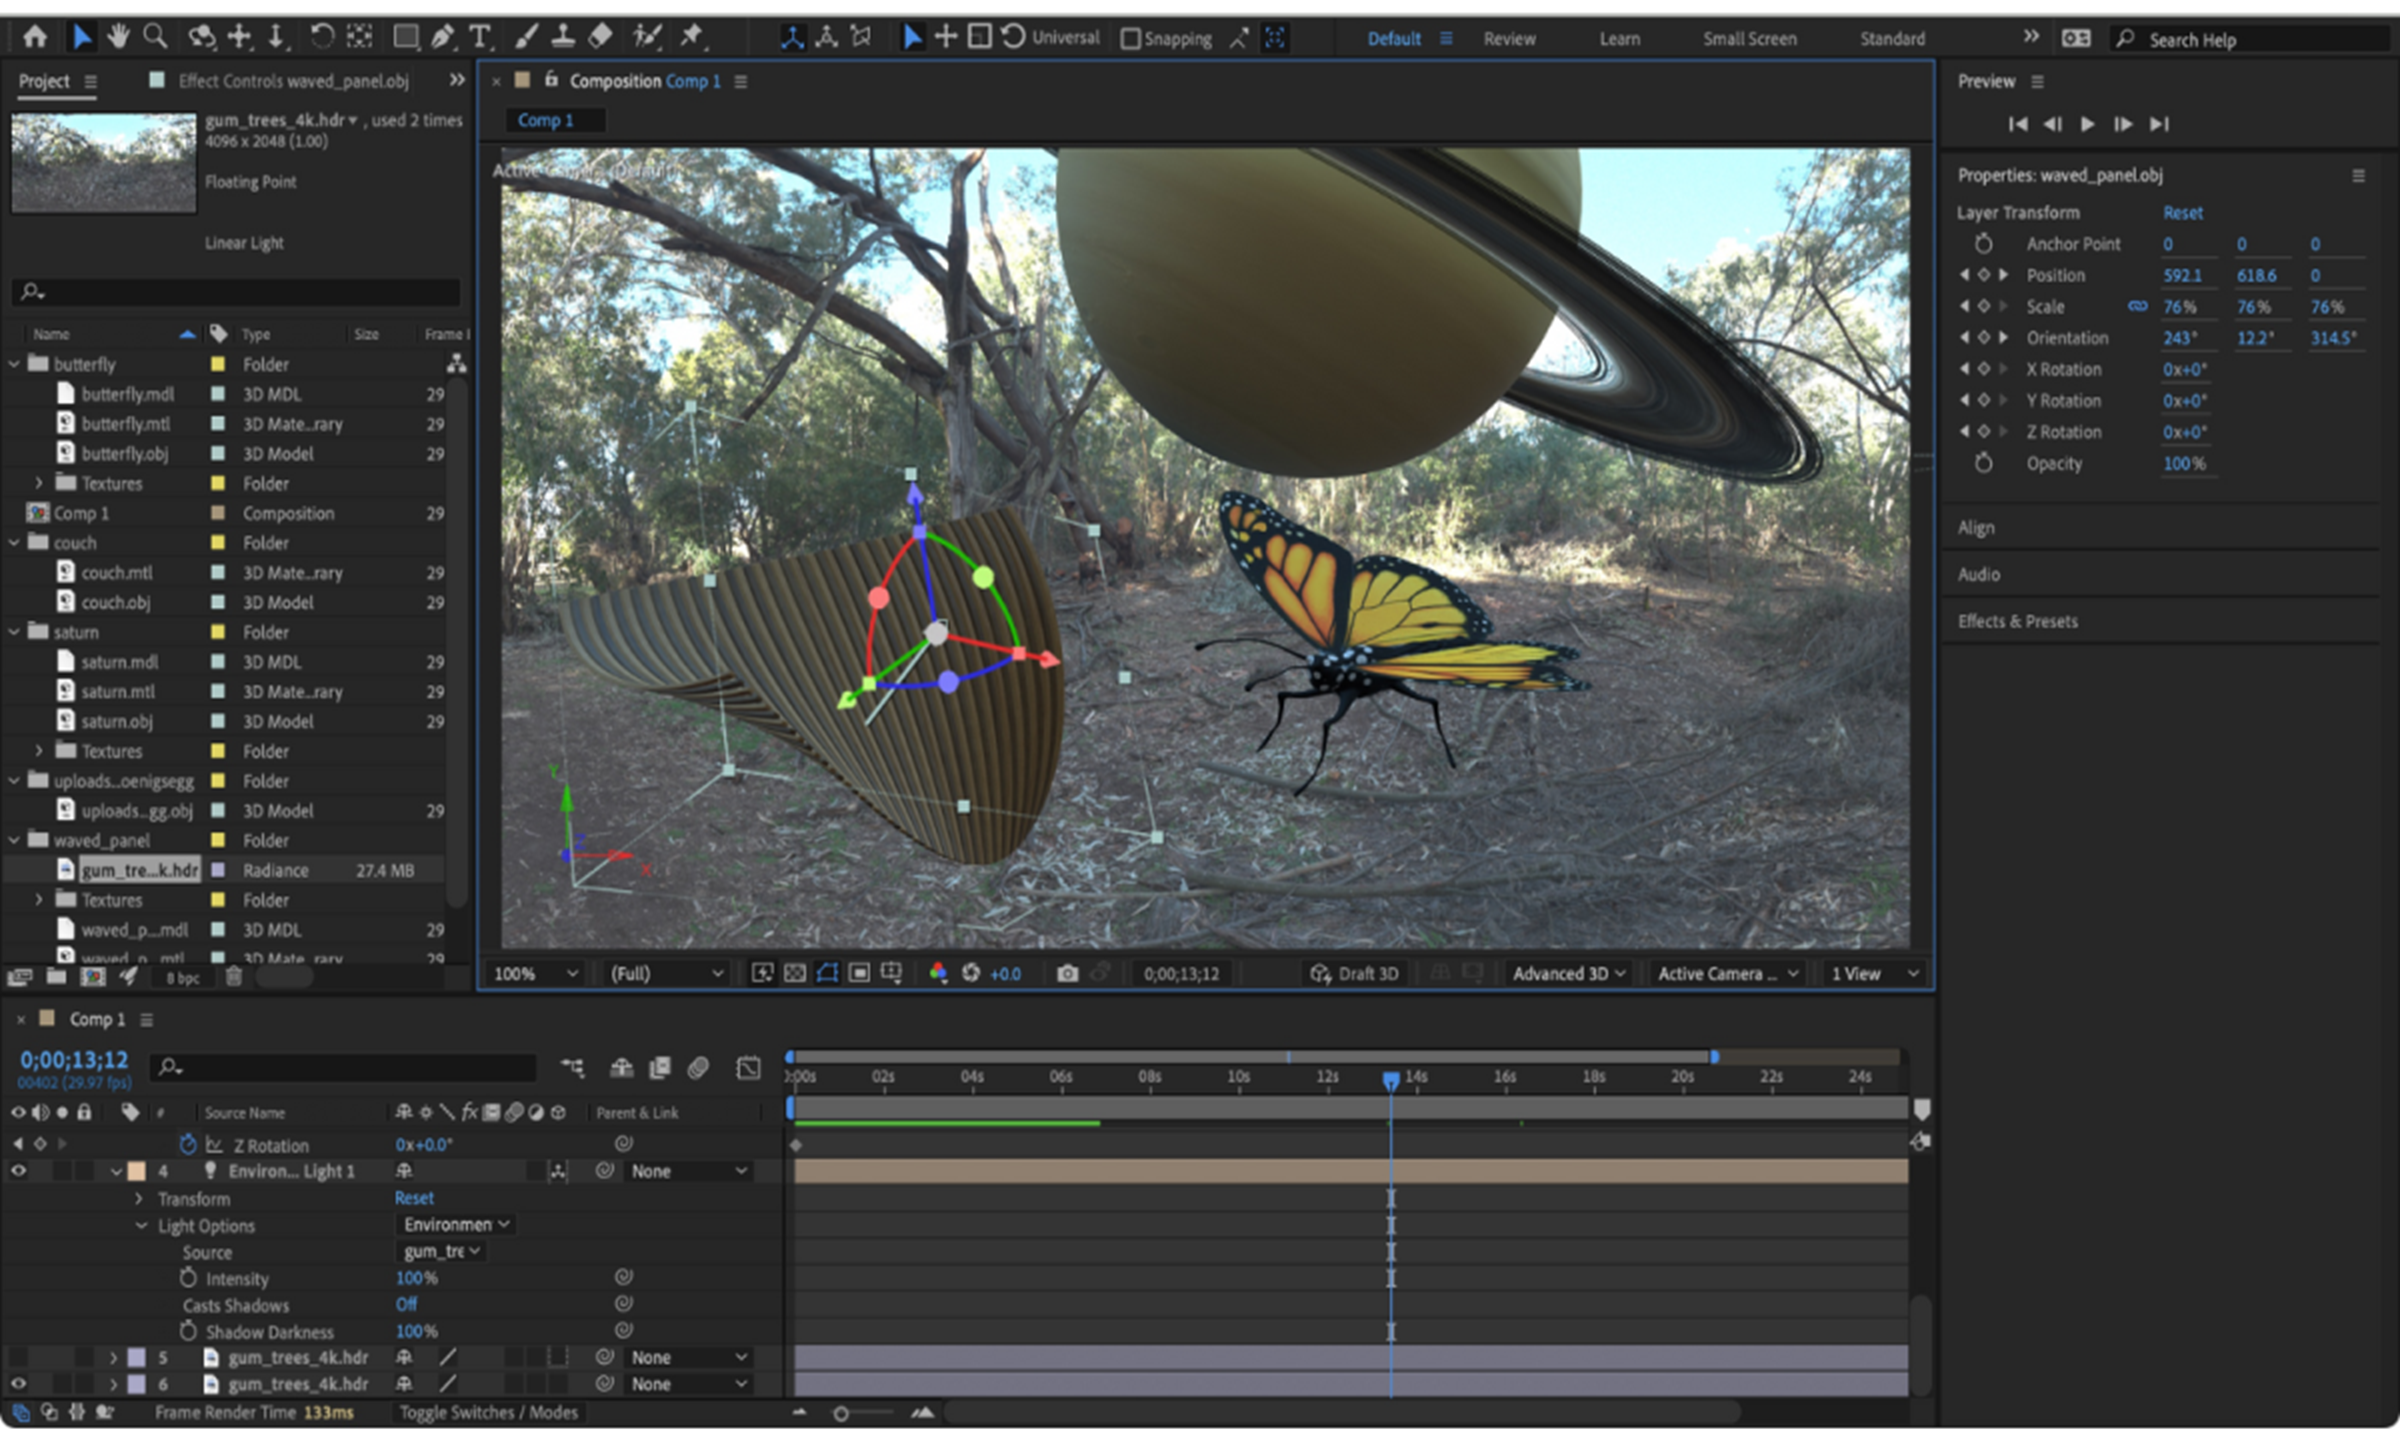 Universal Snapping Default Review Learn Small Screen Standard Search Help
Project Effect Controls waved_panel.obj
gum_trees_4k.hdr , used 2 times
4096 x 2048 (1.00)
Floating Point
Linear Light
Name Type Size Frame
butterfly Folder
butterfly.mdl 3D MDL 29
butterfly.mtl 3D Mate...rary 29
butterfly.obj 3D Model 29
Textures Folder
Comp 1 Composition 29
couch Folder
couch.mtl 3D Mate...rary 29
couch.obj 3D Model 29
saturn Folder
saturn.mdl 3D MDL 29
saturn.mtl 3D Mate...rary 29
saturn.obj 3D Model 29
Textures Folder
uploads...oenigsegg Folder
uploads...gg.obj 3D Model 29
waved_panel Folder
gum_tre...k.hdr Radiance 27.4 MB
Textures Folder
waved_p...mdl 3D MDL 29
waved_p...mtl 3D Mate...rary 29
8 bpc
Composition Comp 1
Comp 1
Active Camera (Default)
Y
Z
X
100% (Full) +0.0 0;00;13;12 Draft 3D Advanced 3D Active Camera ... 1 View
Preview
Properties: waved_panel.obj
Layer Transform Reset
Anchor Point 0 0 0
Position 592.1 618.6 0
Scale 76% 76% 76%
Orientation 243° 12.2° 314.5°
X Rotation 0x+0°
Y Rotation 0x+0°
Z Rotation 0x+0°
Opacity 100%
Align
Audio
Effects & Presets
Comp 1
0;00;13;12
00402 (29.97 fps)
:00s 02s 04s 06s 08s 10s 12s 14s 16s 18s 20s 22s 24s
# Source Name fx Parent & Link
Z Rotation 0x+0.0°
4 Environ... Light 1 None
Transform Reset
Light Options Environmen
Source gum_tre
Intensity 100%
Casts Shadows Off
Shadow Darkness 100%
5 gum_trees_4k.hdr None
6 gum_trees_4k.hdr None
Frame Render Time 133ms Toggle Switches / Modes